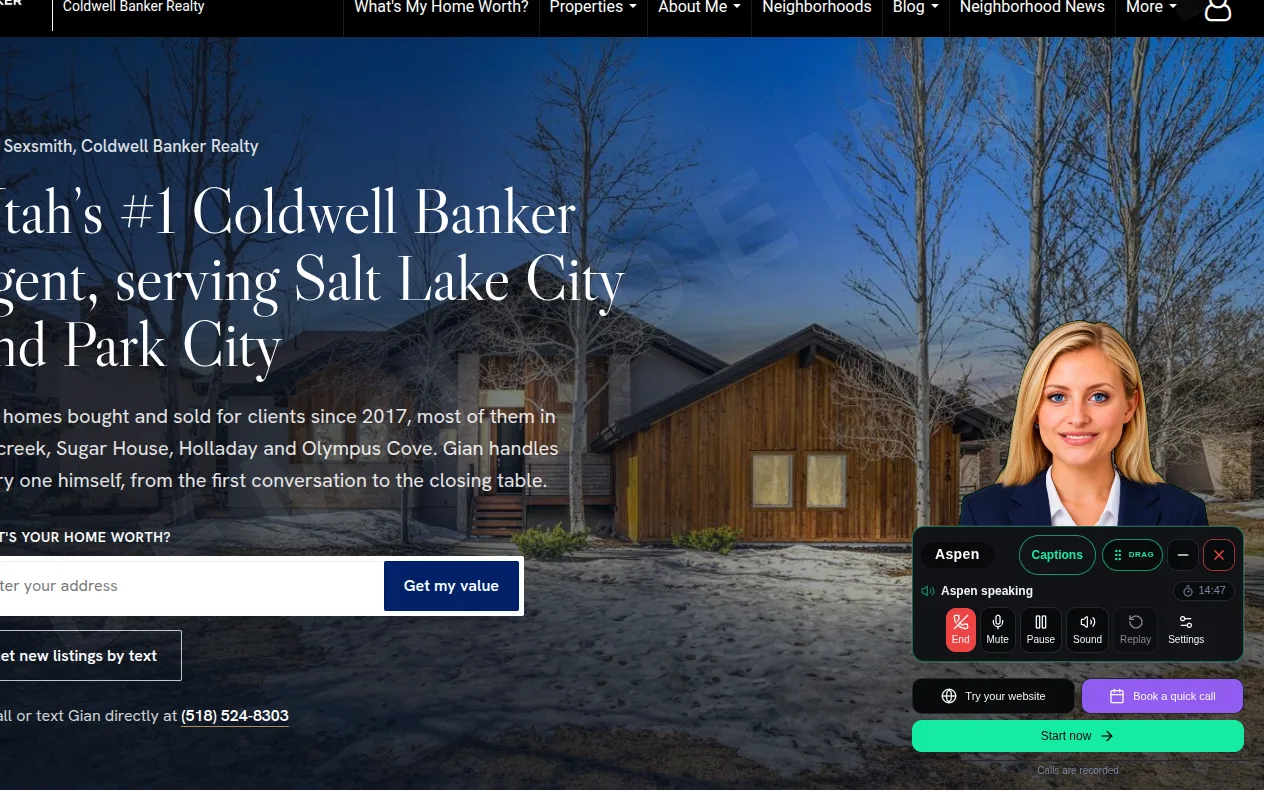 Coldwell Banker Realty
What's My Home Worth?
Properties
About Me
Neighborhoods
Blog
Neighborhood News
More
Sexsmith, Coldwell Banker Realty
tah's #1 Coldwell Banker
gent, serving Salt Lake City
nd Park City
homes bought and sold for clients since 2017, most of them in
creek, Sugar House, Holladay and Olympus Cove. Gian handles
ry one himself, from the first conversation to the closing table.
T'S YOUR HOME WORTH?
ter your address
Get my value
et new listings by text
all or text Gian directly at (518) 524-8303
Aspen
Captions
DRAG
Aspen speaking
14:47
End
Mute
Pause
Sound
Replay
Settings
Try your website
Book a quick call
Start now
Calls are recorded